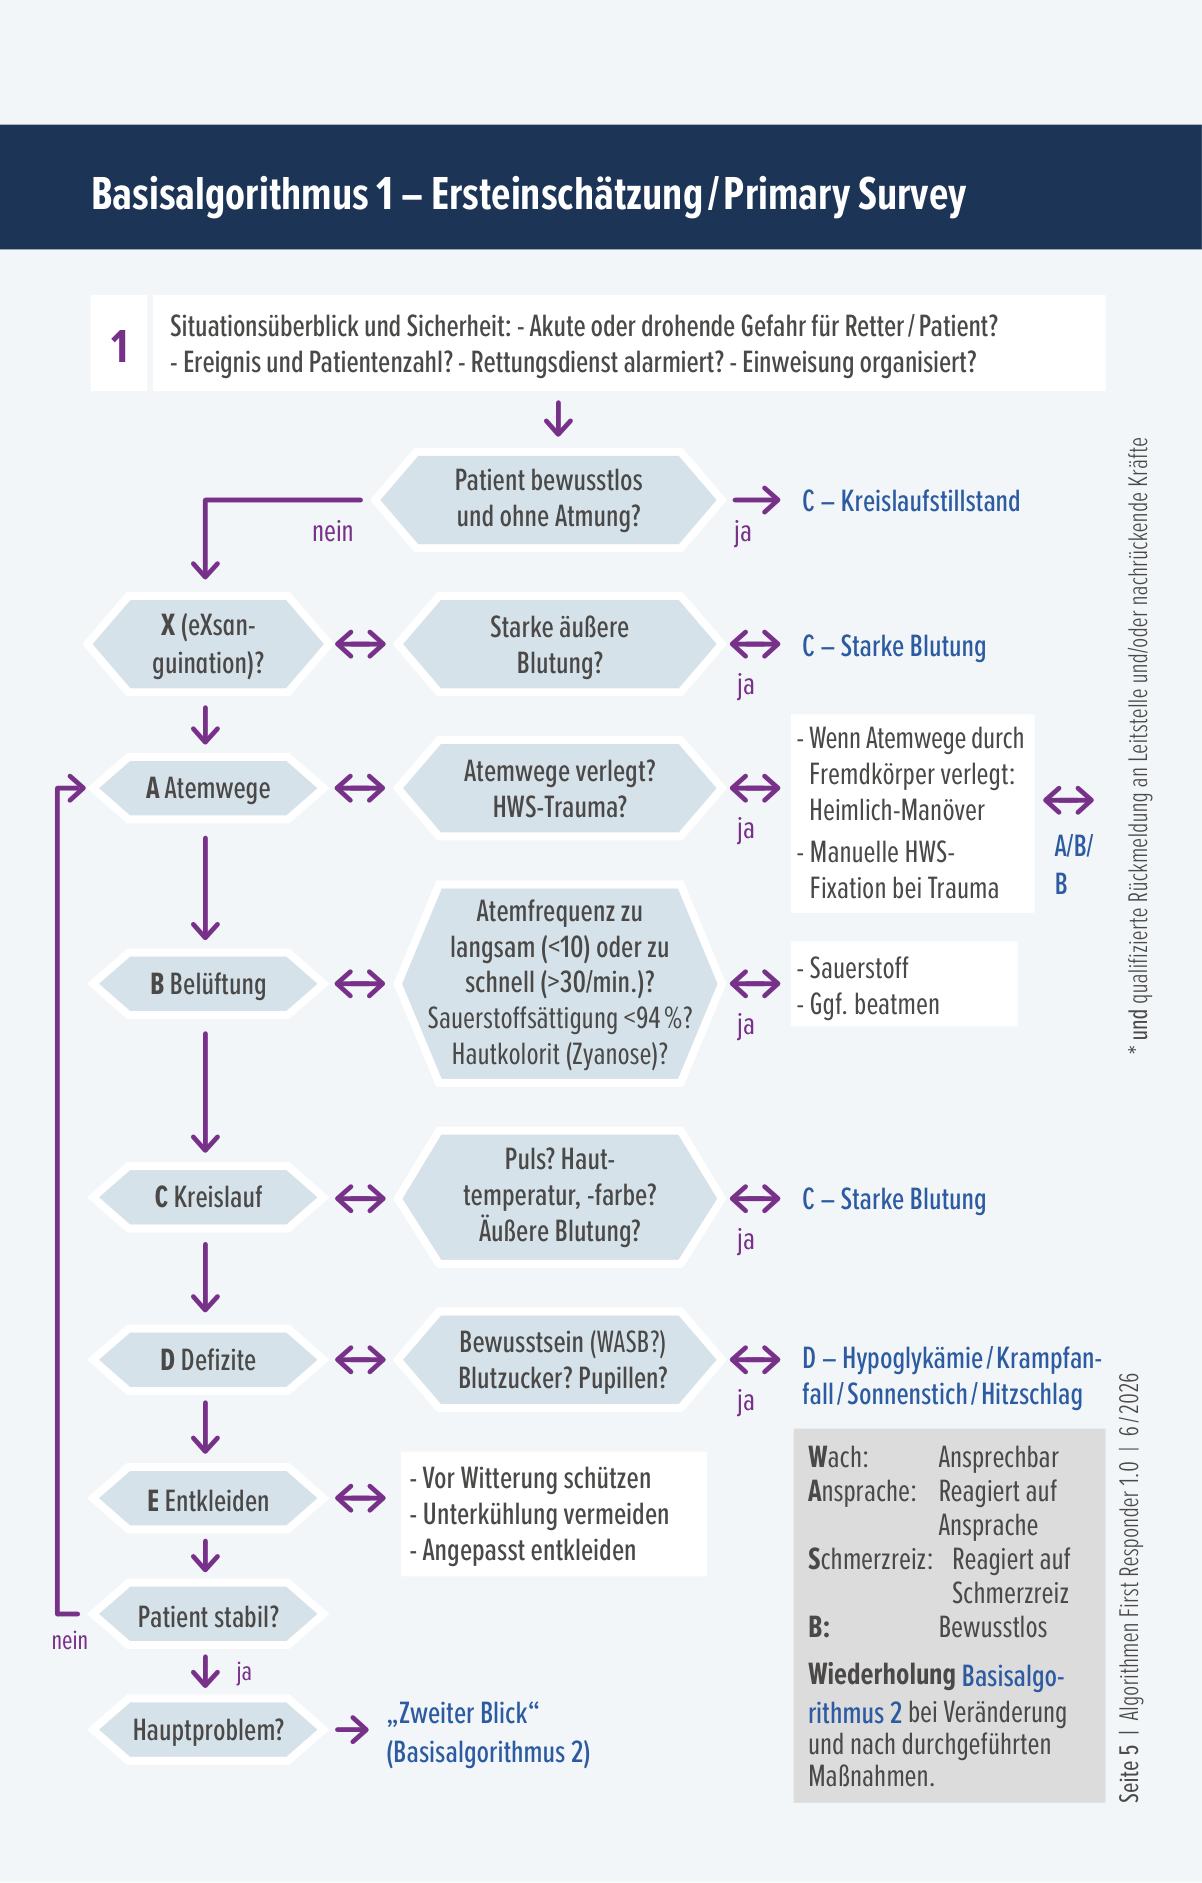 Basisalgorithmus 1 – Ersteinschätzung / Primary Survey
1
Situationsüberblick und Sicherheit: - Akute oder drohende Gefahr für Retter / Patient?
- Ereignis und Patientenzahl? - Rettungsdienst alarmiert? - Einweisung organisiert?
Patient bewusstlos
und ohne Atmung?
nein
ja
C – Kreislaufstillstand
X (eXsan-
guination)?
Starke äußere
Blutung?
ja
C – Starke Blutung
A Atemwege
Atemwege verlegt?
HWS-Trauma?
ja
- Wenn Atemwege durch
Fremdkörper verlegt:
Heimlich-Manöver
- Manuelle HWS-
Fixation bei Trauma
A/B/
B
B Belüftung
Atemfrequenz zu
langsam (<10) oder zu
schnell (>30/min.)?
Sauerstoffsättigung <94 %?
Hautkolorit (Zyanose)?
ja
- Sauerstoff
- Ggf. beatmen
C Kreislauf
Puls? Haut-
temperatur, -farbe?
Äußere Blutung?
ja
C – Starke Blutung
D Defizite
Bewusstsein (WASB?)
Blutzucker? Pupillen?
ja
D – Hypoglykämie / Krampfan-
fall / Sonnenstich / Hitzschlag
E Entkleiden
- Vor Witterung schützen
- Unterkühlung vermeiden
- Angepasst entkleiden
Patient stabil?
nein
ja
Hauptproblem?
„Zweiter Blick“
(Basisalgorithmus 2)
Wach: Ansprechbar
Ansprache: Reagiert auf
Ansprache
Schmerzreiz: Reagiert auf
Schmerzreiz
B: Bewusstlos
Wiederholung Basisalgo-
rithmus 2 bei Veränderung
und nach durchgeführten
Maßnahmen.
* und qualifizierte Rückmeldung an Leitstelle und/oder nachrückende Kräfte
Seite 5 | Algorithmen First Responder 1.0 | 6 / 2026